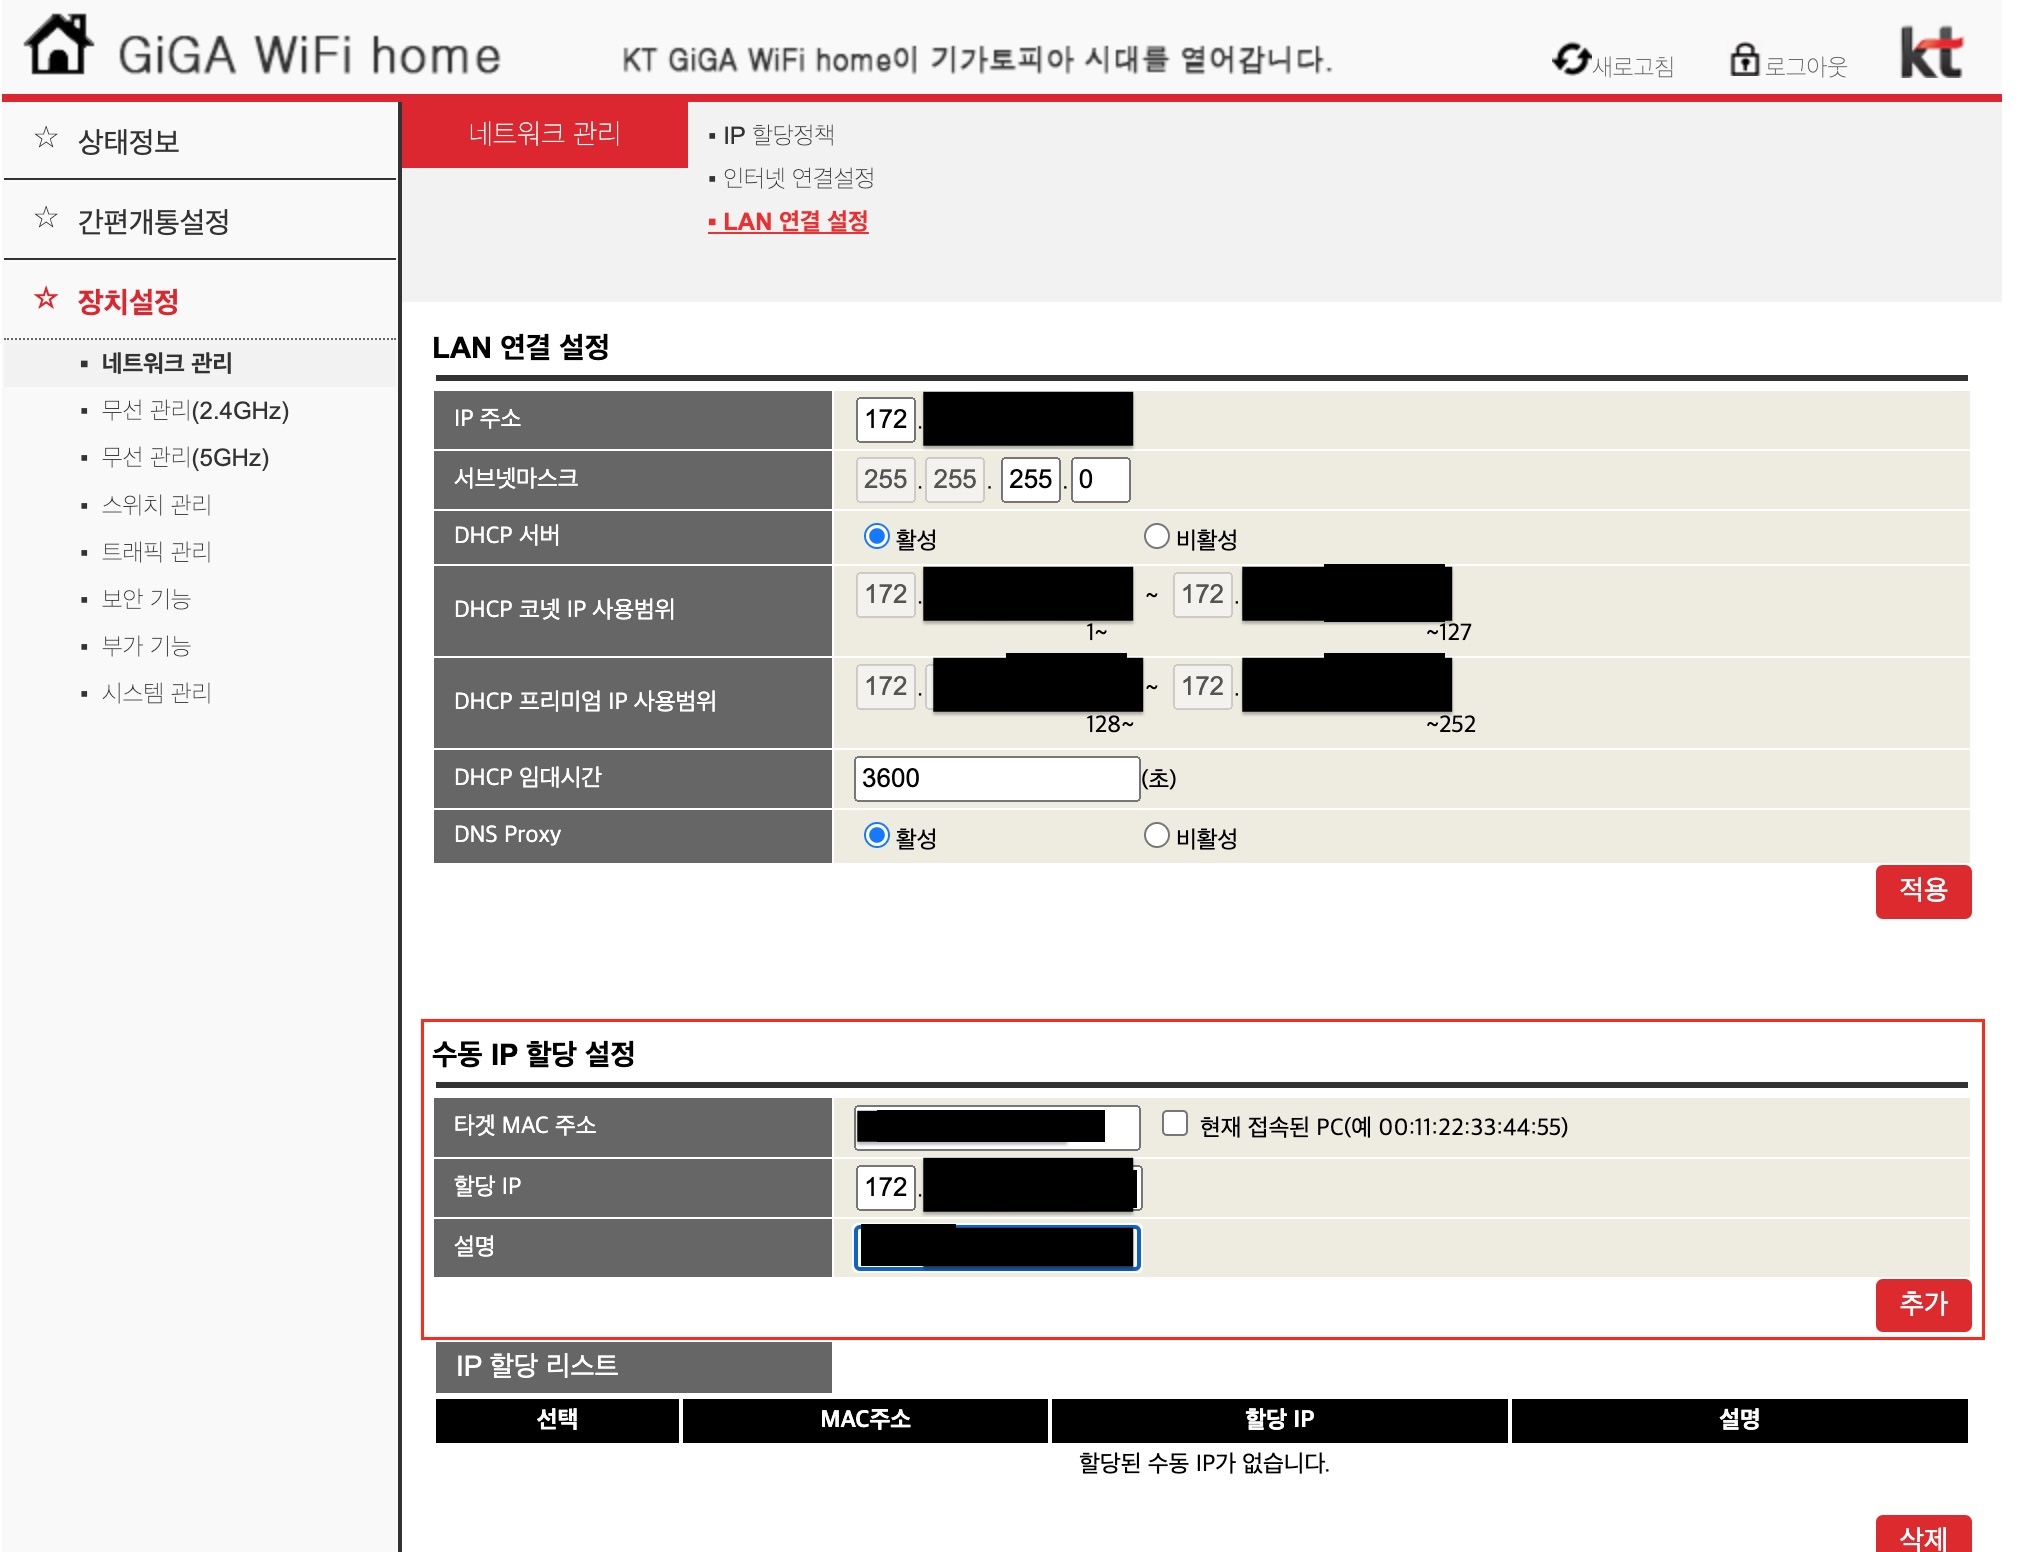 GiGA WiFi home
KT GiGA WiFi home이 기가토피아 시대를 열어갑니다.
새로고침
로그아웃
kt
☆ 상태정보
☆ 간편개통설정
☆ 장치설정
▪ 네트워크 관리
▪ 무선 관리(2.4GHz)
▪ 무선 관리(5GHz)
▪ 스위치 관리
▪ 트래픽 관리
▪ 보안 기능
▪ 부가 기능
▪ 시스템 관리
네트워크 관리
▪ IP 할당정책
▪ 인터넷 연결설정
▪ LAN 연결 설정
LAN 연결 설정
IP 주소 172 .
서브넷마스크 255 . 255 . 255 . 0
DHCP 서버 활성 비활성
DHCP 코넷 IP 사용범위 172 . ~ 172 .
1~ ~127
DHCP 프리미엄 IP 사용범위 172 . ~ 172 .
128~ ~252
DHCP 임대시간 3600 (초)
DNS Proxy 활성 비활성
적용
수동 IP 할당 설정
타겟 MAC 주소 현재 접속된 PC(예 00:11:22:33:44:55)
할당 IP 172 .
설명
추가
IP 할당 리스트
선택 MAC주소 할당 IP 설명
할당된 수동 IP가 없습니다.
삭제